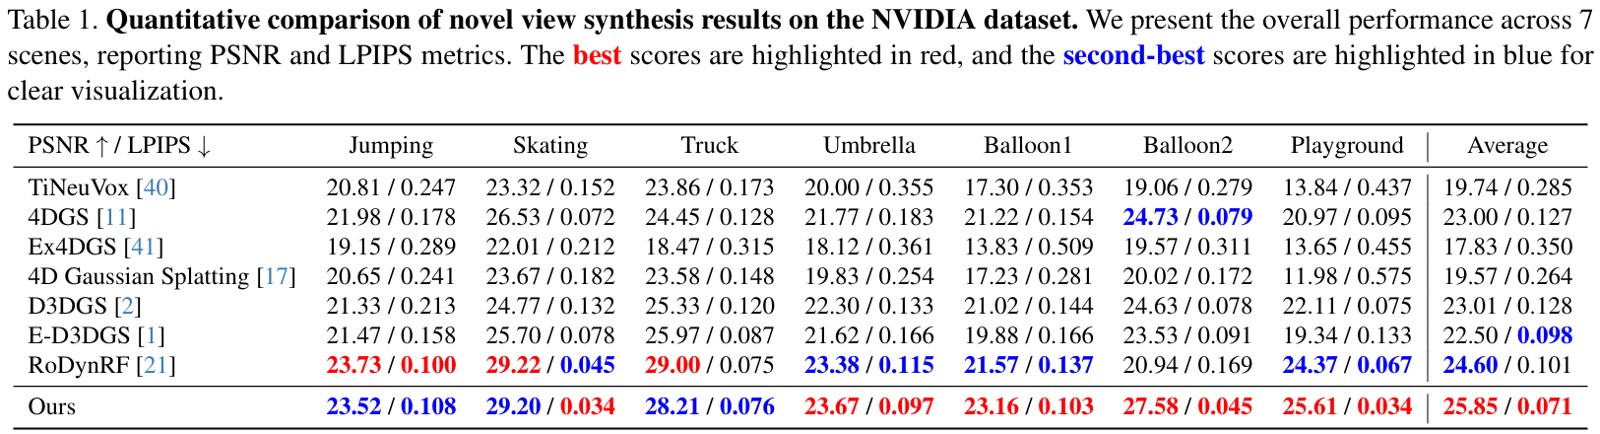 Table 1. Quantitative comparison of novel view synthesis results on the NVIDIA dataset. We present the overall performance across 7
scenes, reporting PSNR and LPIPS metrics. The best scores are highlighted in red, and the second-best scores are highlighted in blue for
clear visualization.
PSNR ↑ / LPIPS ↓ Jumping Skating Truck Umbrella Balloon1 Balloon2 Playground Average
TiNeuVox [40] 20.81 / 0.247 23.32 / 0.152 23.86 / 0.173 20.00 / 0.355 17.30 / 0.353 19.06 / 0.279 13.84 / 0.437 19.74 / 0.285
4DGS [11] 21.98 / 0.178 26.53 / 0.072 24.45 / 0.128 21.77 / 0.183 21.22 / 0.154 24.73 / 0.079 20.97 / 0.095 23.00 / 0.127
Ex4DGS [41] 19.15 / 0.289 22.01 / 0.212 18.47 / 0.315 18.12 / 0.361 13.83 / 0.509 19.57 / 0.311 13.65 / 0.455 17.83 / 0.350
4D Gaussian Splatting [17] 20.65 / 0.241 23.67 / 0.182 23.58 / 0.148 19.83 / 0.254 17.23 / 0.281 20.02 / 0.172 11.98 / 0.575 19.57 / 0.264
D3DGS [2] 21.33 / 0.213 24.77 / 0.132 25.33 / 0.120 22.30 / 0.133 21.02 / 0.144 24.63 / 0.078 22.11 / 0.075 23.01 / 0.128
E-D3DGS [1] 21.47 / 0.158 25.70 / 0.078 25.97 / 0.087 21.62 / 0.166 19.88 / 0.166 23.53 / 0.091 19.34 / 0.133 22.50 / 0.098
RoDynRF [21] 23.73 / 0.100 29.22 / 0.045 29.00 / 0.075 23.38 / 0.115 21.57 / 0.137 20.94 / 0.169 24.37 / 0.067 24.60 / 0.101
Ours 23.52 / 0.108 29.20 / 0.034 28.21 / 0.076 23.67 / 0.097 23.16 / 0.103 27.58 / 0.045 25.61 / 0.034 25.85 / 0.071